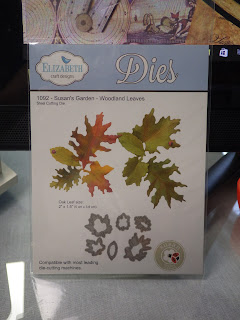 ELIZABETH
craft designs
Dies
1092 - Susan's Garden - Woodland Leaves
Steel Cutting Die
Oak Leaf size
Compatible with most leading
die-cutting machines